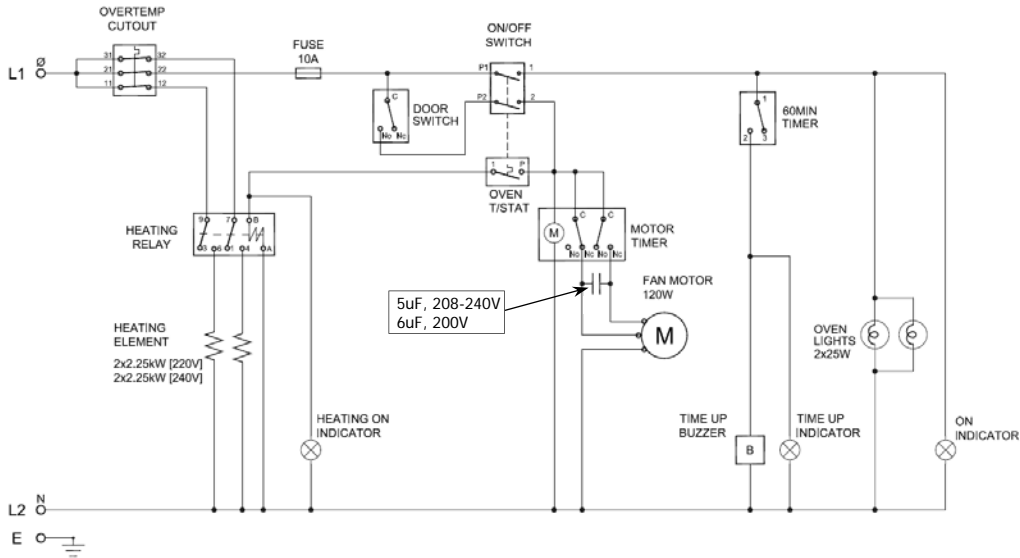 OVERTEMP
CUTOUT
31
32
21
22
11
12
L1
Ø
FUSE
10A
ON/OFF
SWITCH
P1
1
P2
2
C
No
Nc
DOOR
SWITCH
1
2
3
60MIN
TIMER
1
P
OVEN
T/STAT
HEATING
RELAY
9
7
B
3
6
1
4
A
C
C
M
No
Nc
No
Nc
MOTOR
TIMER
FAN MOTOR
120W
M
5uF, 208-240V
6uF, 200V
HEATING
ELEMENT
2x2.25kW [220V]
2x2.25kW [240V]
OVEN
LIGHTS
2x25W
HEATING ON
INDICATOR
TIME UP
BUZZER
B
TIME UP
INDICATOR
ON
INDICATOR
L2
N
E